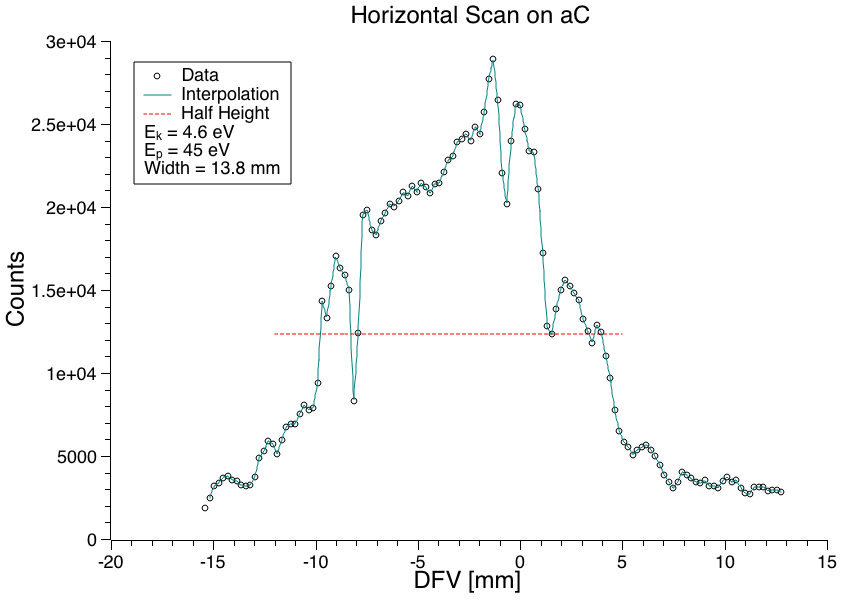 Horizontal Scan on aC
3e+04
2.5e+04
2e+04
1.5e+04
1e+04
5000
0
Counts
Data
Interpolation
Half Height
Eₖ = 4.6 eV
Eₚ = 45 eV
Width = 13.8 mm
-20 -15 -10 -5 0 5 10 15
DFV [mm]